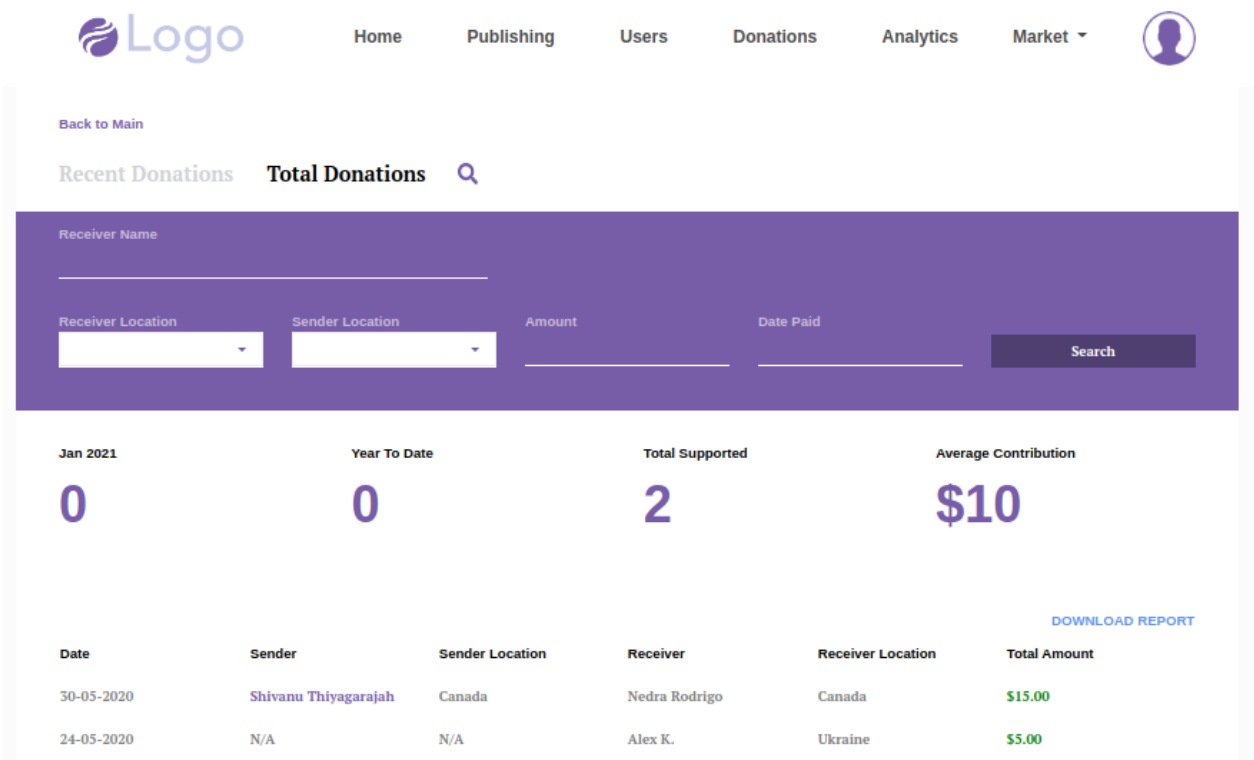 Logo Home Publishing Users Donations Analytics Market
Back to Main
Recent Donations Total Donations
Receiver Name
Receiver Location Sender Location Amount Date Paid
Search
Jan 2021 Year To Date Total Supported Average Contribution
0 0 2 $10
DOWNLOAD REPORT
Date Sender Sender Location Receiver Receiver Location Total Amount
30-05-2020 Shivanu Thiyagarajah Canada Nedra Rodrigo Canada $15.00
24-05-2020 N/A N/A Alex K. Ukraine $5.00